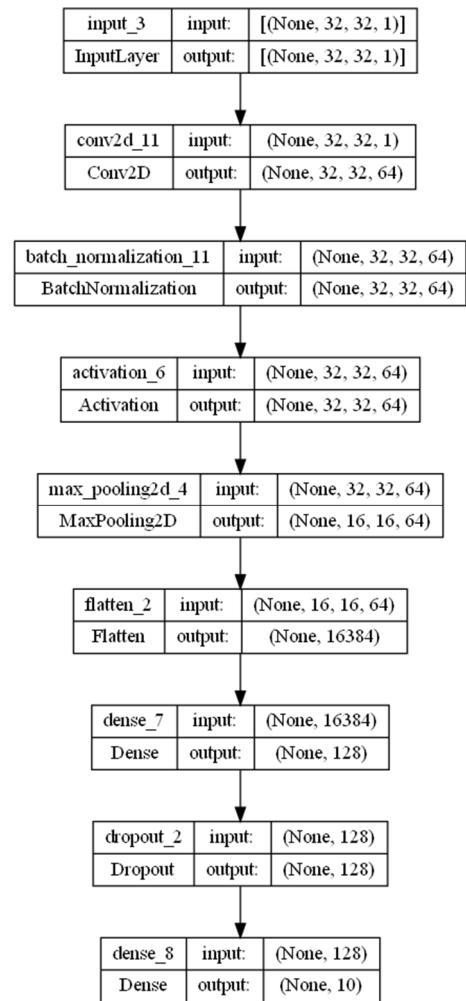 input_3 input: [(None, 32, 32, 1)]
InputLayer output: [(None, 32, 32, 1)]
conv2d_11 input: (None, 32, 32, 1)
Conv2D output: (None, 32, 32, 64)
batch_normalization_11 input: (None, 32, 32, 64)
BatchNormalization output: (None, 32, 32, 64)
activation_6 input: (None, 32, 32, 64)
Activation output: (None, 32, 32, 64)
max_pooling2d_4 input: (None, 32, 32, 64)
MaxPooling2D output: (None, 16, 16, 64)
flatten_2 input: (None, 16, 16, 64)
Flatten output: (None, 16384)
dense_7 input: (None, 16384)
Dense output: (None, 128)
dropout_2 input: (None, 128)
Dropout output: (None, 128)
dense_8 input: (None, 128)
Dense output: (None, 10)